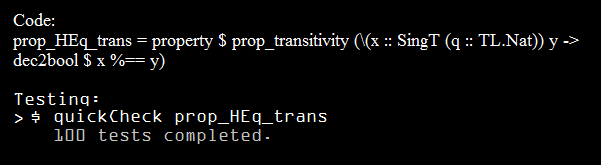 Code:
prop_HEq_trans = property $ prop_transitivity (\(x :: SingT (q :: TL.Nat)) y ->
dec2bool $ x %== y)
Testing:
> $ quickCheck prop_HEq_trans
100 tests completed.